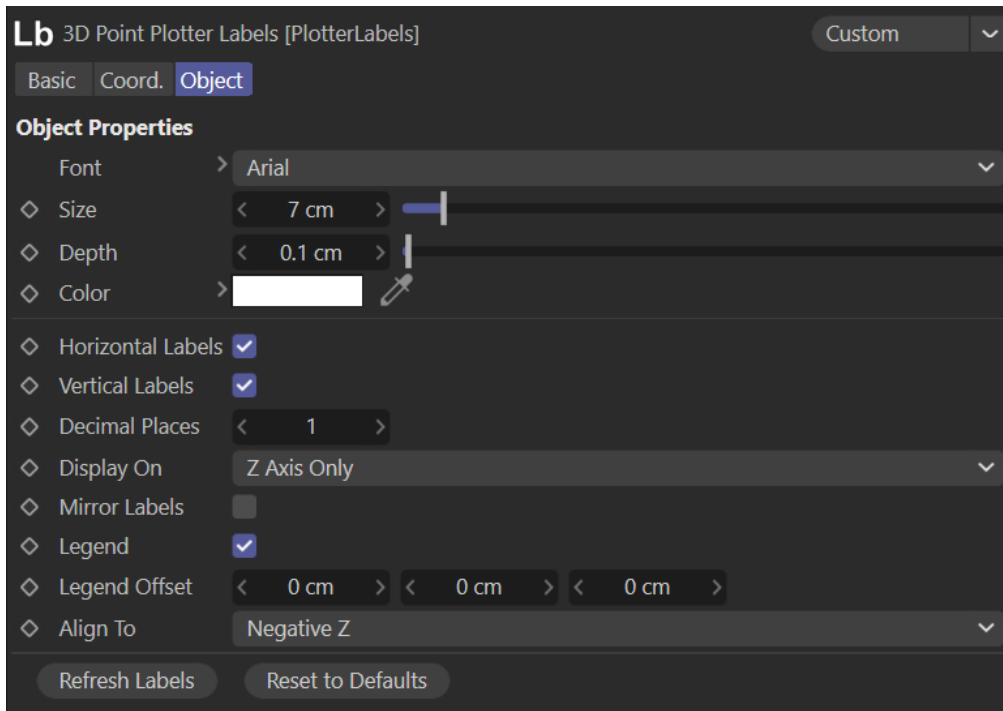 Lb 3D Point Plotter Labels [PlotterLabels] Custom
Basic Coord. Object
Object Properties
Font Arial
Size 7 cm
Depth 0.1 cm
Color
Horizontal Labels
Vertical Labels
Decimal Places 1
Display On Z Axis Only
Mirror Labels
Legend
Legend Offset 0 cm 0 cm 0 cm
Align To Negative Z
Refresh Labels Reset to Defaults